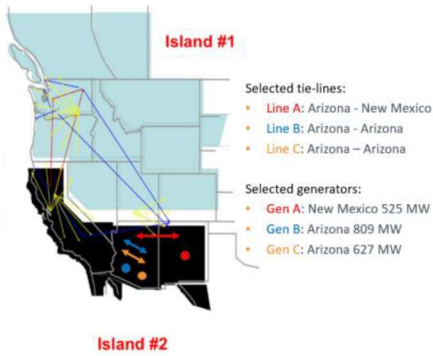 Island #1
Selected tie-lines:
• Line A: Arizona - New Mexico
• Line B: Arizona - Arizona
• Line C: Arizona – Arizona
Selected generators:
• Gen A: New Mexico 525 MW
• Gen B: Arizona 809 MW
• Gen C: Arizona 627 MW
Island #2